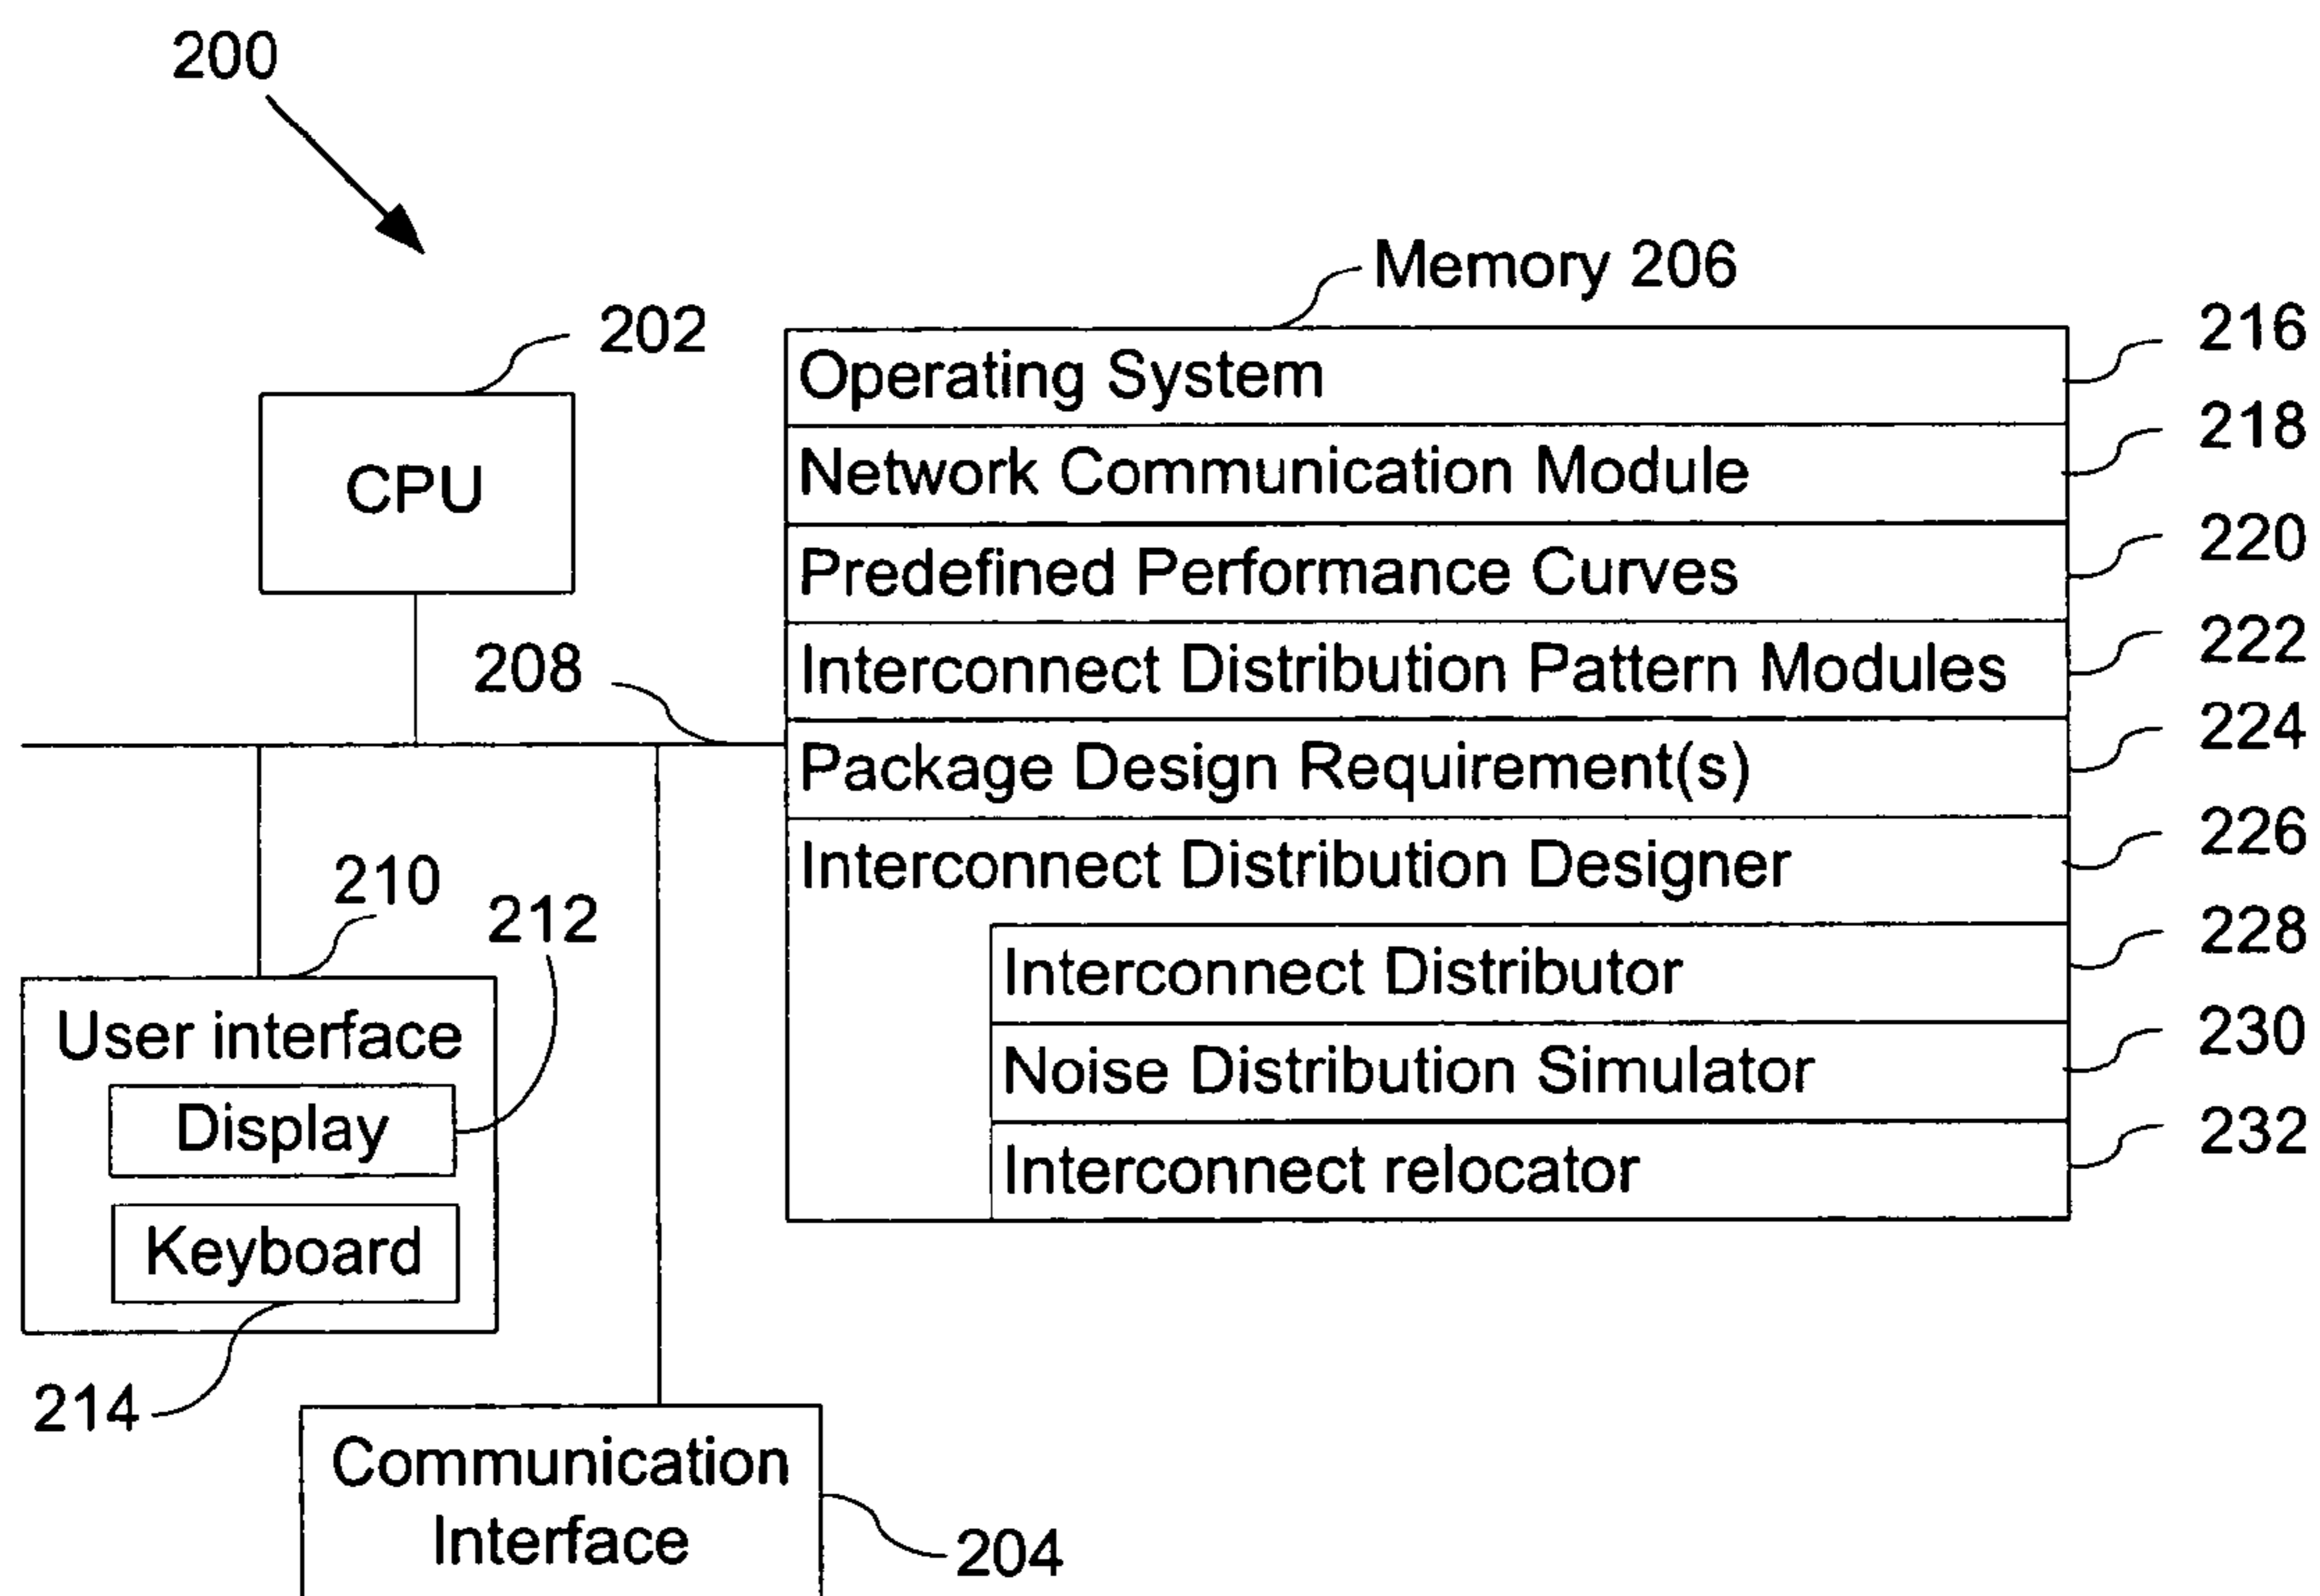 200
Memory 206
202
216
Operating System
CPU
218
Network Communication Module
220
Predefined Performance Curves
208
222
Interconnect Distribution Pattern Modules
224
Package Design Requirement(s)
226
Interconnect Distribution Designer
210
212
228
Interconnect Distributor
User interface
230
Noise Distribution Simulator
Display
232
Interconnect relocator
Keyboard
214
Communication
Interface
204